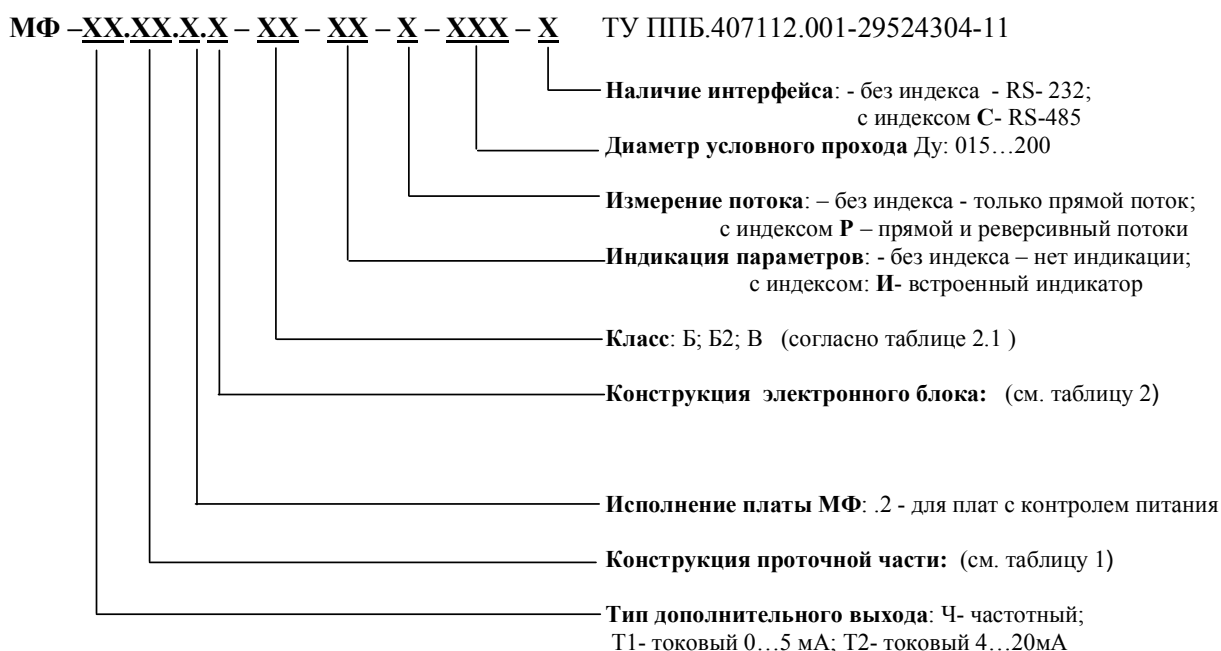 МФ –XX.XX.X.X – XX – XX – X – XXX – X ТУ ППБ.407112.001-29524304-11
Наличие интерфейса: - без индекса - RS- 232;
с индексом С- RS-485
Диаметр условного прохода Ду: 015…200
Измерение потока: – без индекса - только прямой поток;
с индексом Р – прямой и реверсивный потоки
Индикация параметров: - без индекса – нет индикации;
с индексом: И- встроенный индикатор
Класс: Б; Б2; В (согласно таблице 2.1 )
Конструкция электронного блока: (см. таблицу 2)
Исполнение платы МФ: .2 - для плат с контролем питания
Конструкция проточной части: (см. таблицу 1)
Тип дополнительного выхода: Ч- частотный;
Т1- токовый 0…5 мА; Т2- токовый 4…20мА